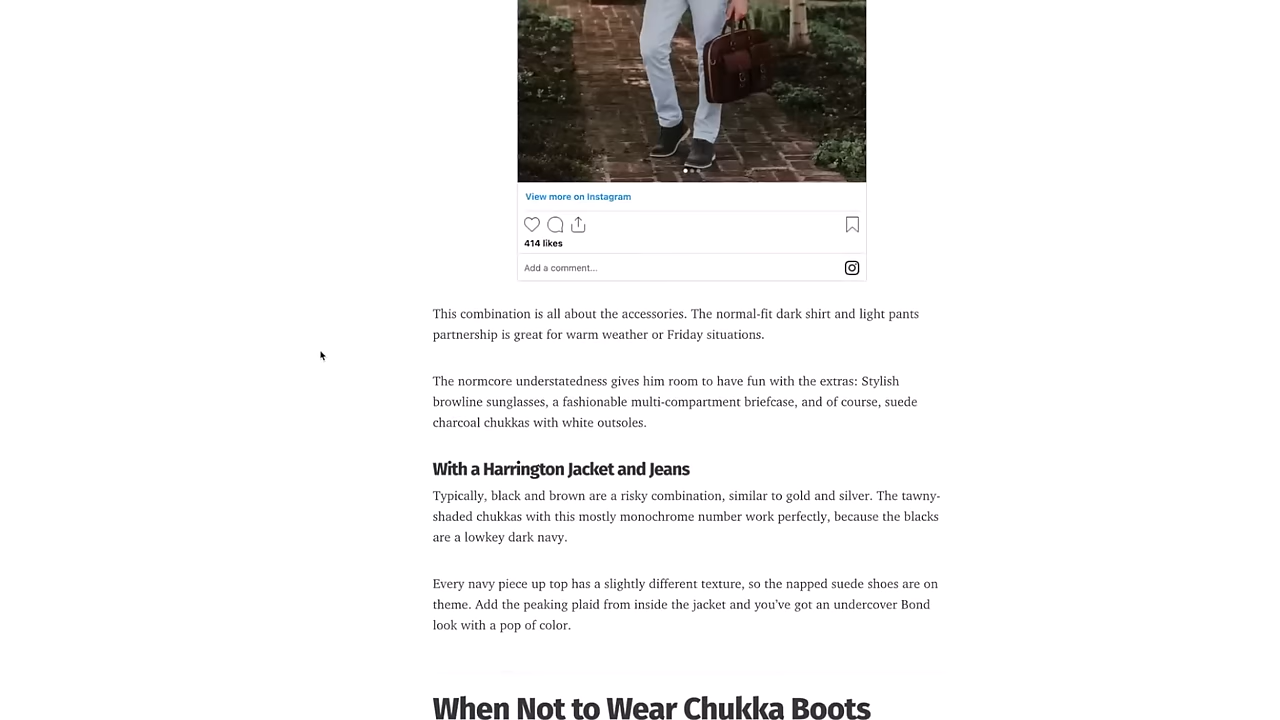 View more on Instagram
414 likes
Add a comment...
This combination is all about the accessories. The normal-fit dark shirt and light pants
partnership is great for warm weather or Friday situations.
The normcore understatedness gives him room to have fun with the extras: Stylish
browline sunglasses, a fashionable multi-compartment briefcase, and of course, suede
charcoal chukkas with white outsoles.
With a Harrington Jacket and Jeans
Typically, black and brown are a risky combination, similar to gold and silver. The tawny-
shaded chukkas with this mostly monochrome number work perfectly, because the blacks
are a lowkey dark navy.
Every navy piece up top has a slightly different texture, so the napped suede shoes are on
theme. Add the peaking plaid from inside the jacket and you’ve got an undercover Bond
look with a pop of color.
When Not to Wear Chukka Boots